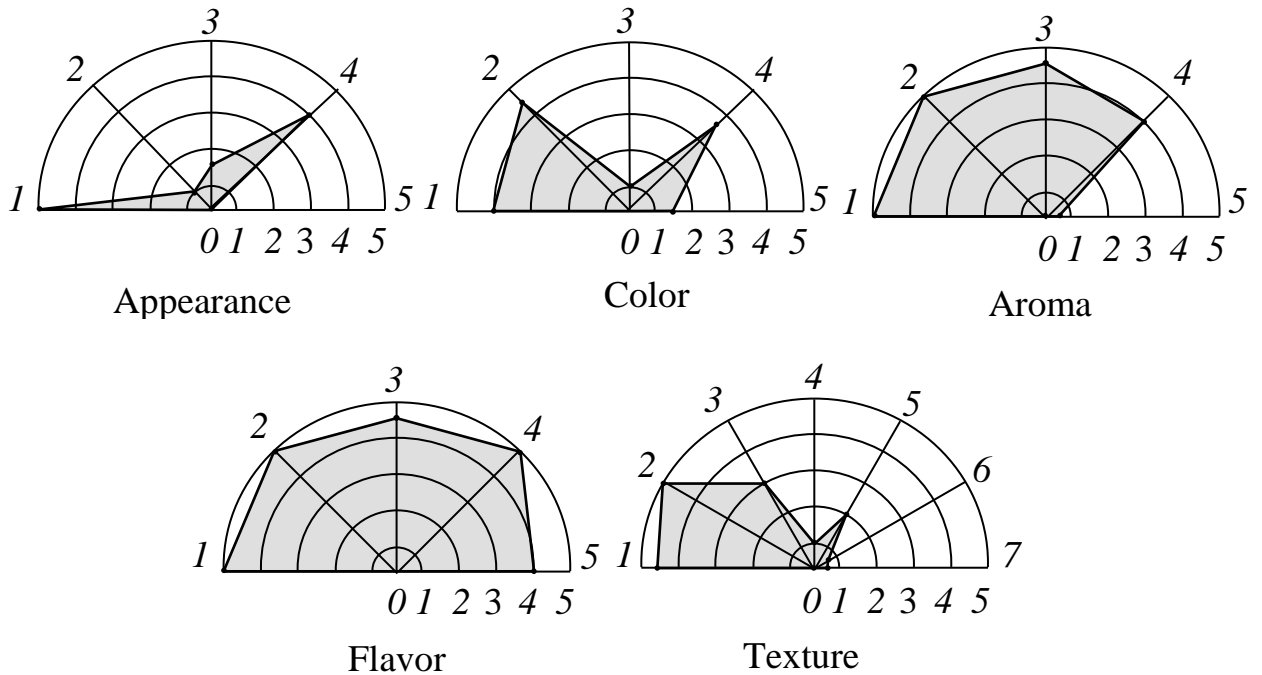 3 3 3
2 4 2 4 2 4
1 5 1 5 1 5
0 1 2 3 4 5 0 1 2 3 4 5 0 1 2 3 4 5
Appearance Color Aroma
3 4
2 4 3 5
2 6
1 5 1 7
0 1 2 3 4 5 0 1 2 3 4 5
Flavor Texture